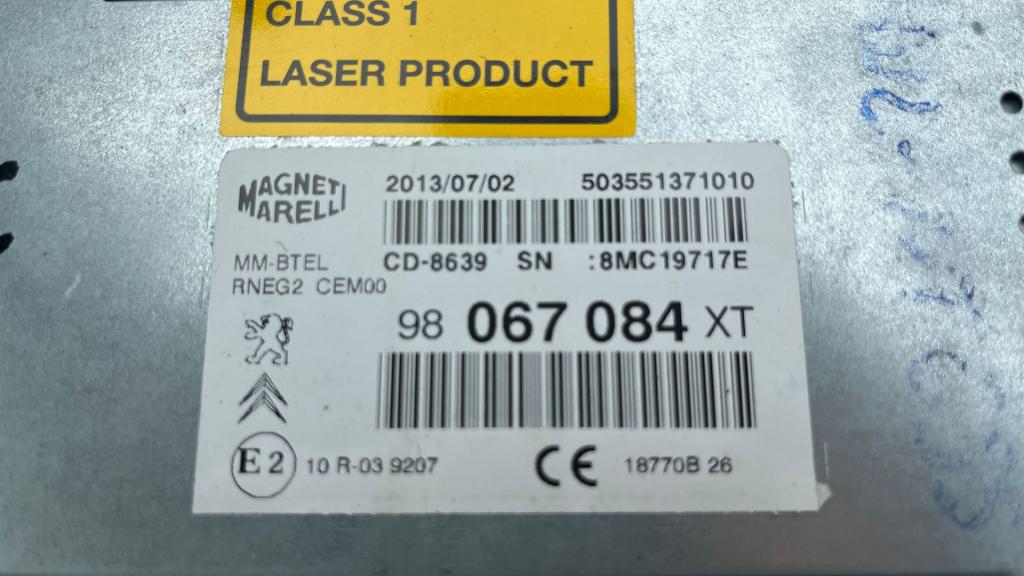 CLASS 1
LASER PRODUCT
MAGNETI
MARELLI
2013/07/02 503551371010
MM-BTEL CD-8639 SN :8MC19717E
RNEG2 CEM00
98 067 084 XT
E2 10 R-03 9207 CE 18770B 26